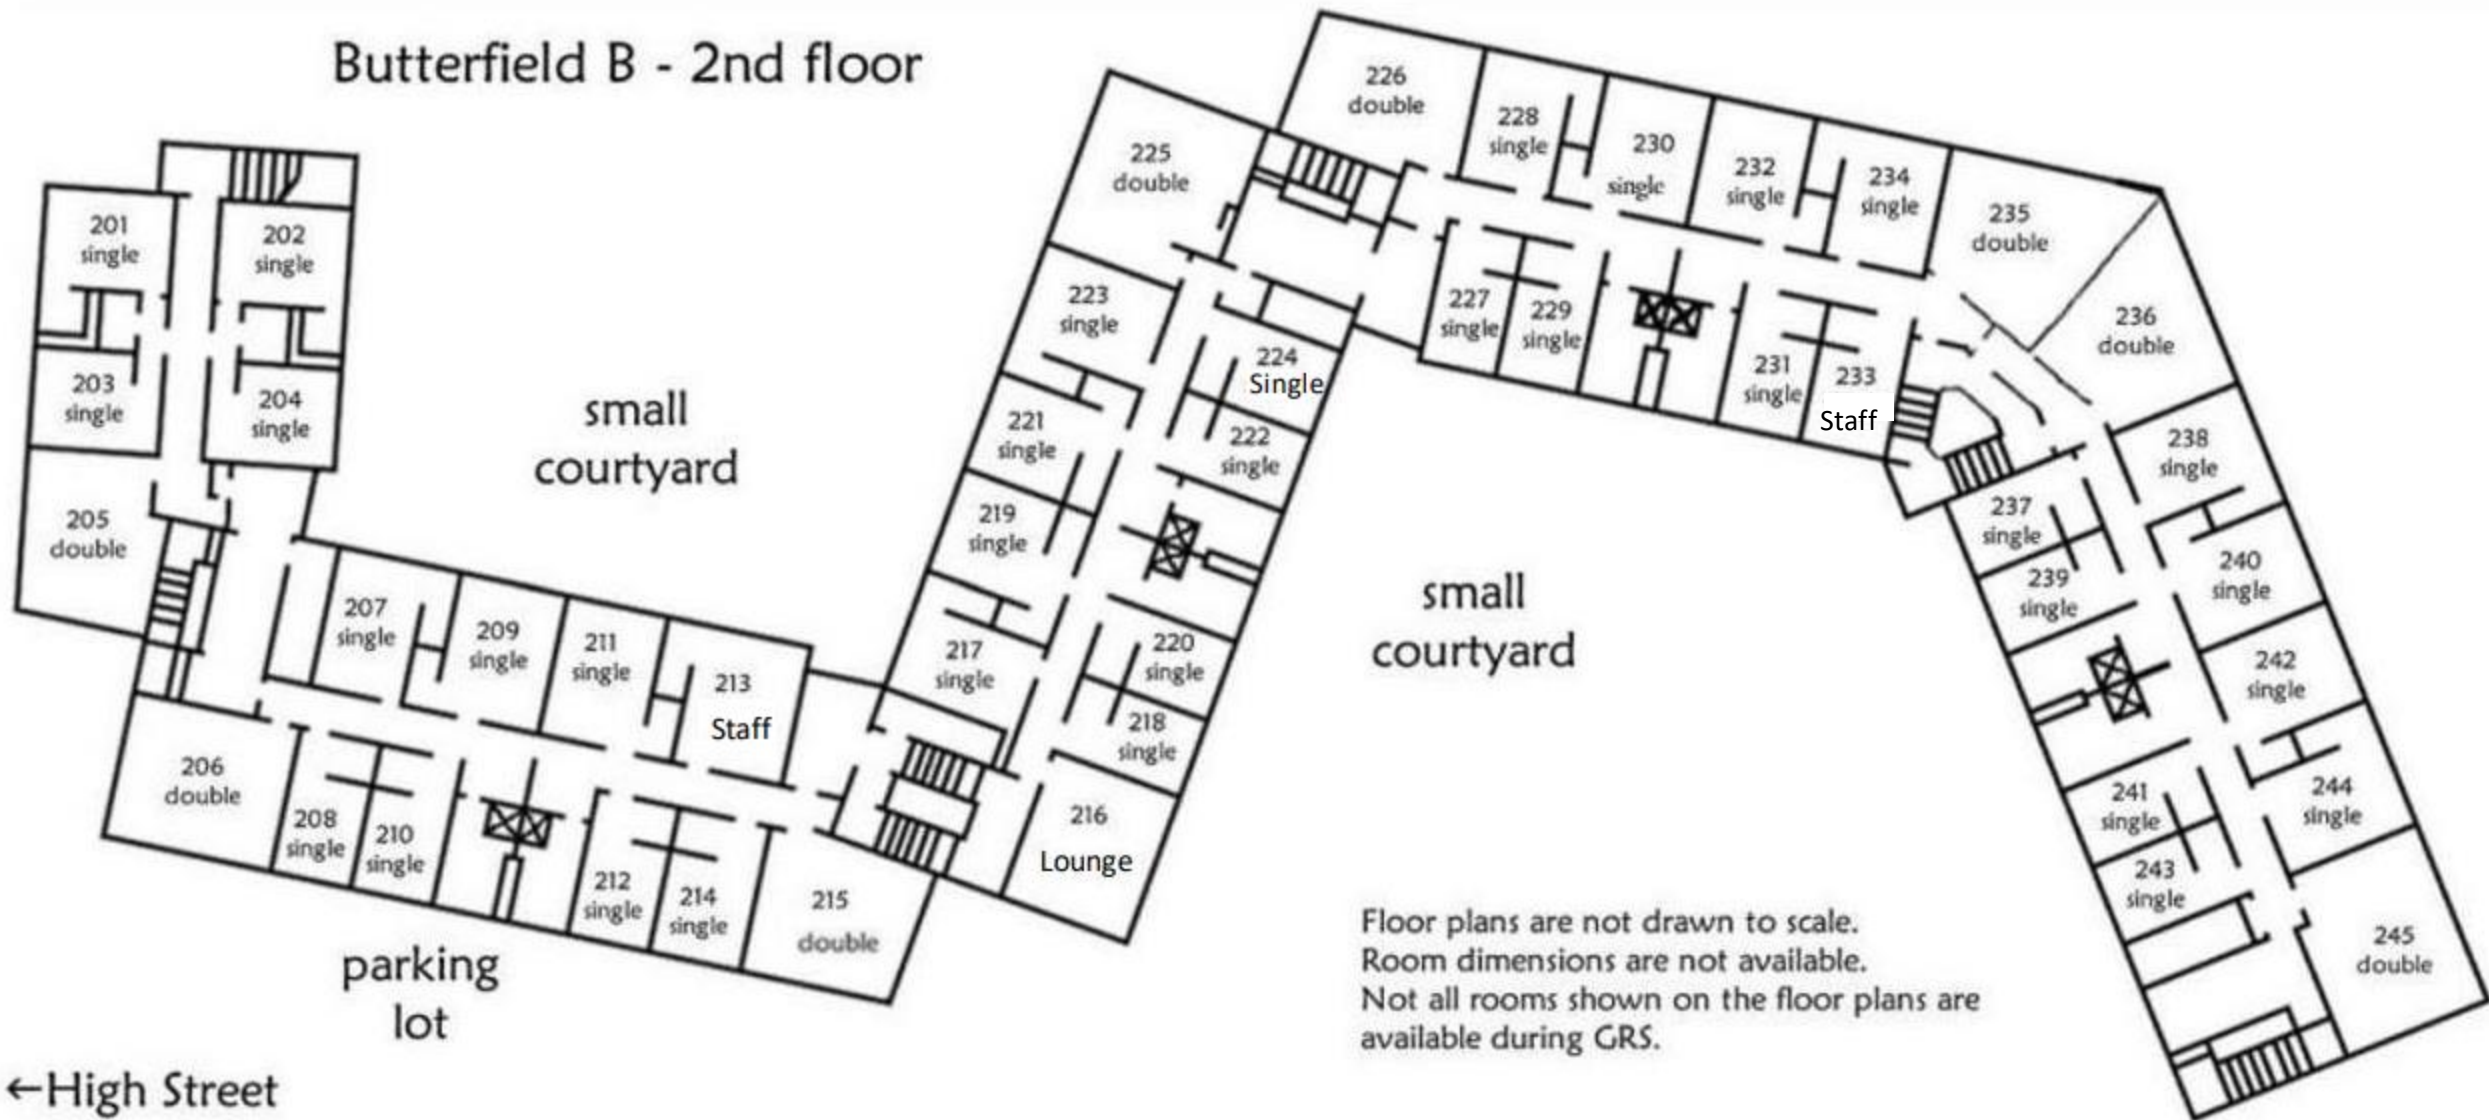 Butterfield B - 2nd floor
201
single
202
single
203
single
204
single
205
double
206
double
207
single
208
single
209
single
210
single
211
single
212
single
213
Staff
214
single
215
double
216
Lounge
217
single
218
single
219
single
220
single
221
single
222
single
223
single
224
Single
225
double
226
double
227
single
228
single
229
single
230
single
231
single
232
single
233
Staff
234
single
235
double
236
double
237
single
238
single
239
single
240
single
241
single
242
single
243
single
244
single
245
double
small
courtyard
small
courtyard
parking
lot
←High Street
Floor plans are not drawn to scale.
Room dimensions are not available.
Not all rooms shown on the floor plans are
available during GRS.